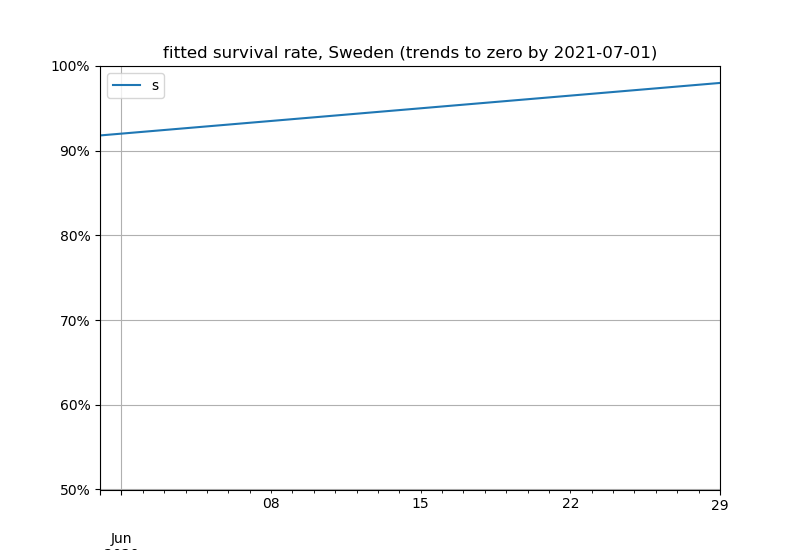 fitted survival rate, Sweden (trends to zero by 2021-07-01)
100%
s
90%
80%
70%
60%
50%
08 15 22 29
Jun